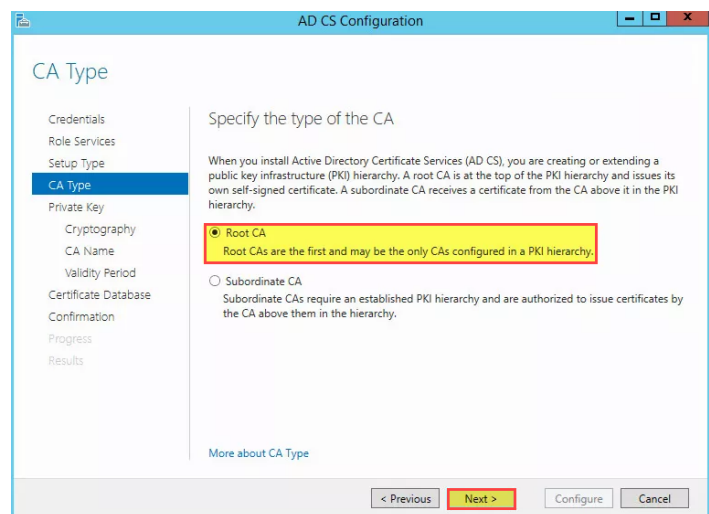 AD CS Configuration
CA Type
Credentials
Role Services
Setup Type
CA Type
Private Key
Cryptography
CA Name
Validity Period
Certificate Database
Confirmation
Progress
Results
Specify the type of the CA
When you install Active Directory Certificate Services (AD CS), you are creating or extending a
public key infrastructure (PKI) hierarchy. A root CA is at the top of the PKI hierarchy and issues its
own self-signed certificate. A subordinate CA receives a certificate from the CA above it in the PKI
hierarchy.
Root CA
Root CAs are the first and may be the only CAs configured in a PKI hierarchy.
Subordinate CA
Subordinate CAs require an established PKI hierarchy and are authorized to issue certificates by
the CA above them in the hierarchy.
More about CA Type
< Previous
Next >
Configure
Cancel